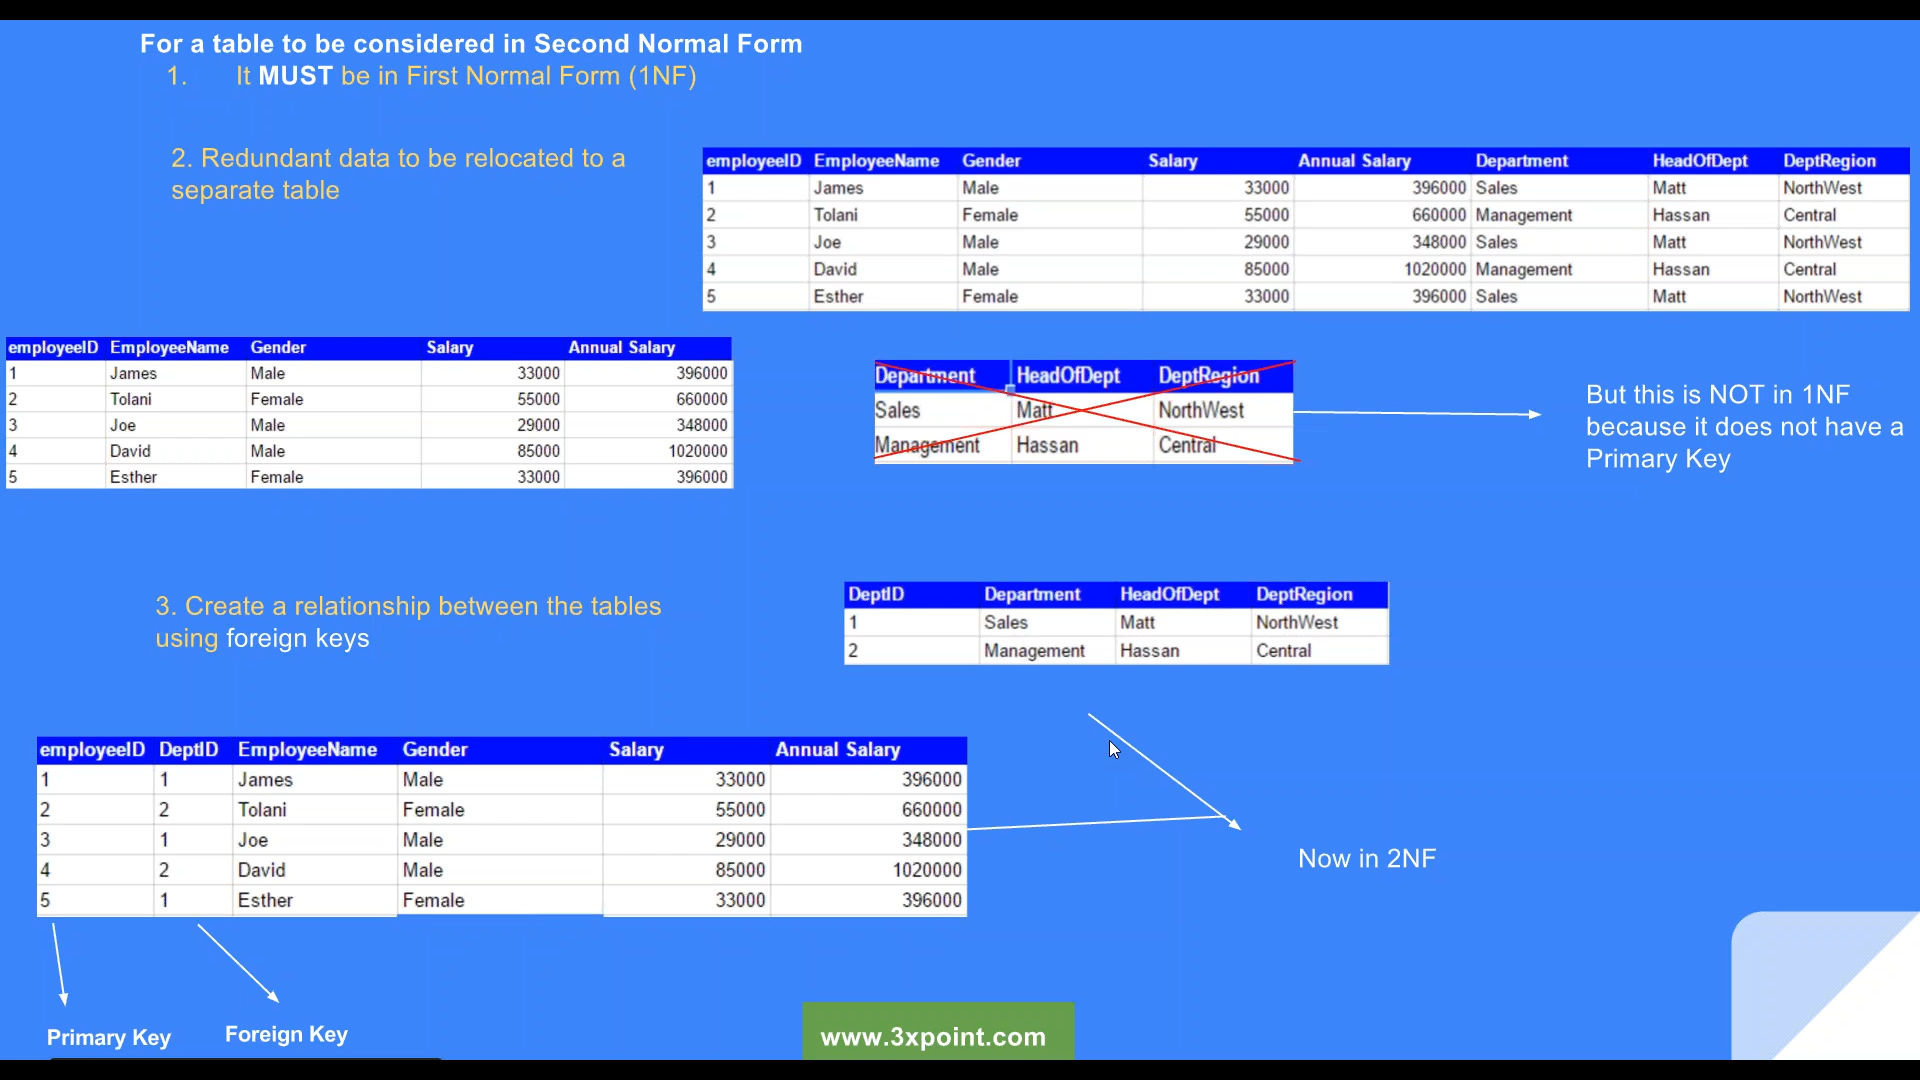 For a table to be considered in Second Normal Form
1. It MUST be in First Normal Form (1NF)
2. Redundant data to be relocated to a
separate table
employeeID EmployeeName Gender Salary Annual Salary Department HeadOfDept DeptRegion
1 James Male 33000 396000 Sales Matt NorthWest
2 Tolani Female 55000 660000 Management Hassan Central
3 Joe Male 29000 348000 Sales Matt NorthWest
4 David Male 85000 1020000 Management Hassan Central
5 Esther Female 33000 396000 Sales Matt NorthWest
employeeID EmployeeName Gender Salary Annual Salary
1 James Male 33000 396000
2 Tolani Female 55000 660000
3 Joe Male 29000 348000
4 David Male 85000 1020000
5 Esther Female 33000 396000
Department HeadOfDept DeptRegion
Sales Matt NorthWest
Management Hassan Central
But this is NOT in 1NF
because it does not have a
Primary Key
3. Create a relationship between the tables
using foreign keys
DeptID Department HeadOfDept DeptRegion
1 Sales Matt NorthWest
2 Management Hassan Central
employeeID DeptID EmployeeName Gender Salary Annual Salary
1 1 James Male 33000 396000
2 2 Tolani Female 55000 660000
3 1 Joe Male 29000 348000
4 2 David Male 85000 1020000
5 1 Esther Female 33000 396000
Now in 2NF
Primary Key
Foreign Key
www.3xpoint.com